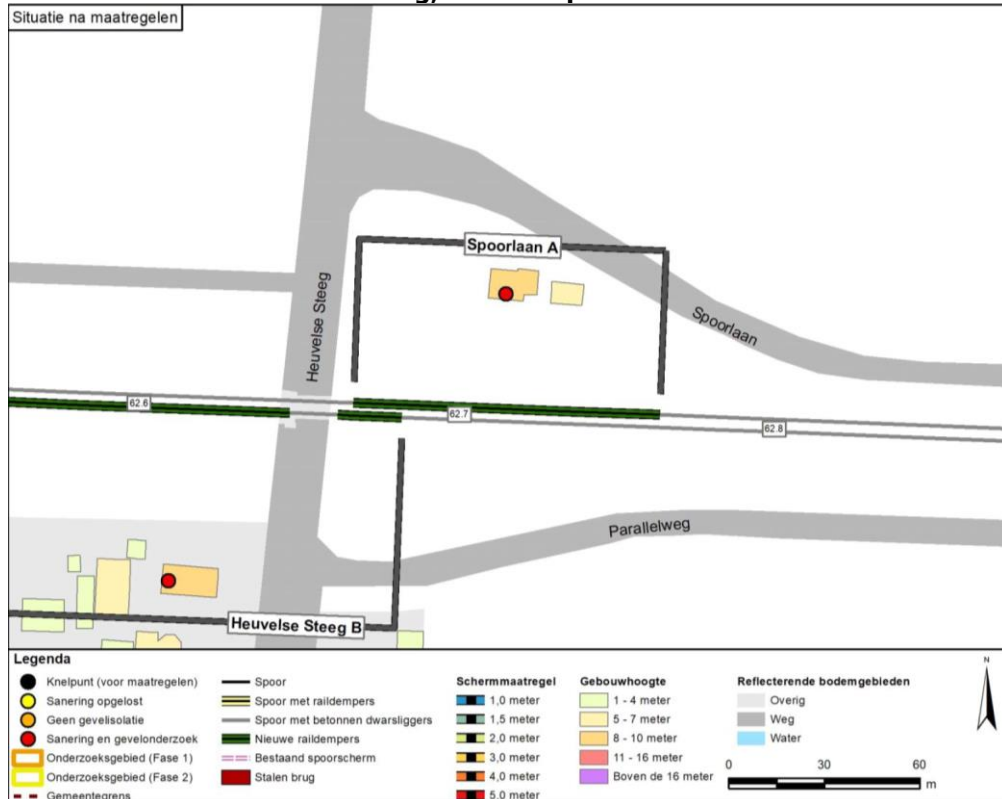 Situatie na maatregelen
Spoorlaan A
Heuvelse Steeg
Spoorlaan
62.6
62.7
62.8
Parallelweg
Heuvelse Steeg B
Legenda
Knelpunt (voor maatregelen)
Sanering opgelost
Geen gevelisolatie
Sanering en gevelonderzoek
Onderzoeksgebied (Fase 1)
Onderzoeksgebied (Fase 2)
Gemeentegrens
Spoor
Spoor met raildempers
Spoor met betonnen dwarsliggers
Nieuwe raildempers
Bestaand spoorscherm
Stalen brug
Schermmaatregel
1,0 meter
1,5 meter
2,0 meter
3,0 meter
4,0 meter
5,0 meter
Gebouwhoogte
1 - 4 meter
5 - 7 meter
8 - 10 meter
11 - 16 meter
Boven de 16 meter
Reflecterende bodemgebieden
Overig
Weg
Water
N
0 30 60
m